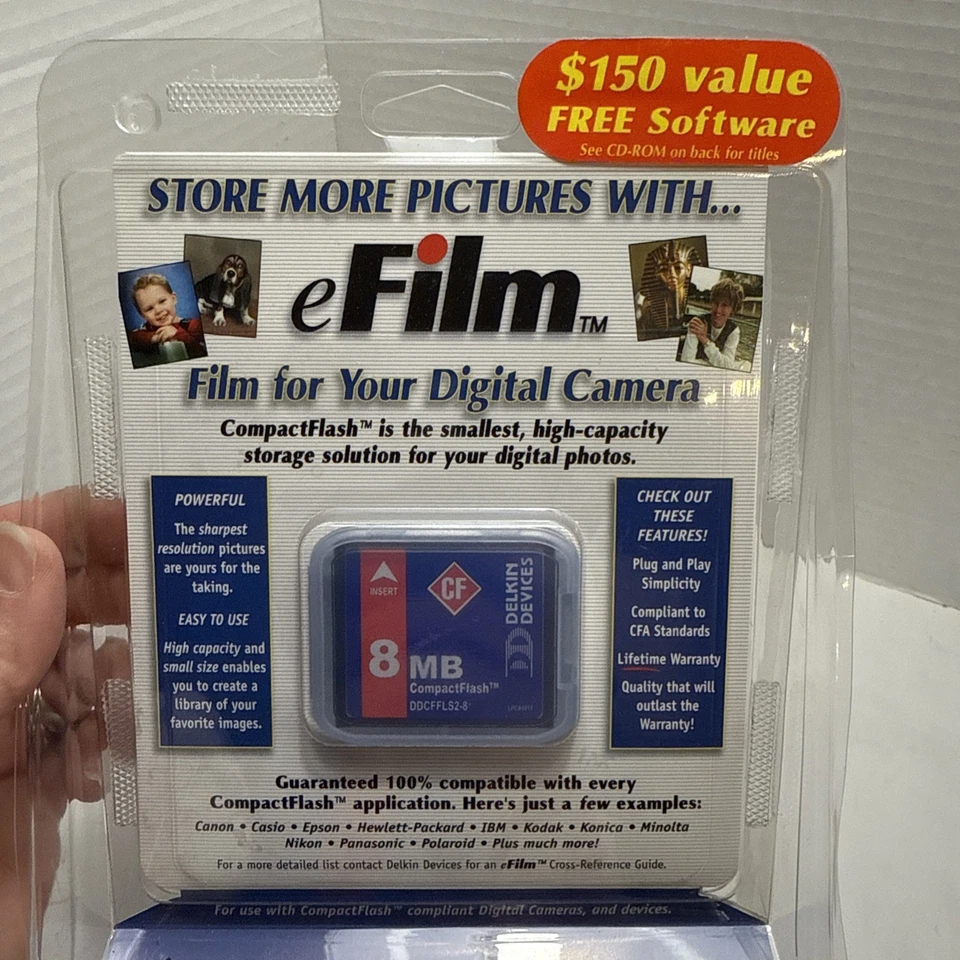 $150 value
FREE Software
See CD-ROM on back for titles
STORE MORE PICTURES WITH...
eFilm™
Film for Your Digital Camera
CompactFlash™ is the smallest, high-capacity
storage solution for your digital photos.
POWERFUL
The sharpest
resolution pictures
are yours for the
taking.
EASY TO USE
High capacity and
small size enables
you to create a
library of your
favorite images.
INSERT
CF
DELKIN
DEVICES
8 MB
CompactFlash™
DDCFFLS2-8
CHECK OUT
THESE
FEATURES!
Plug and Play
Simplicity
Compliant to
CFA Standards
Lifetime Warranty
Quality that will
outlast the
Warranty!
Guaranteed 100% compatible with every
CompactFlash™ application. Here's just a few examples:
Canon • Casio • Epson • Hewlett-Packard • IBM • Kodak • Konica • Minolta
Nikon • Panasonic • Polaroid • Plus much more!
For a more detailed list contact Delkin Devices for an eFilm™ Cross-Reference Guide.
For use with CompactFlash™ compliant Digital Cameras, and devices.